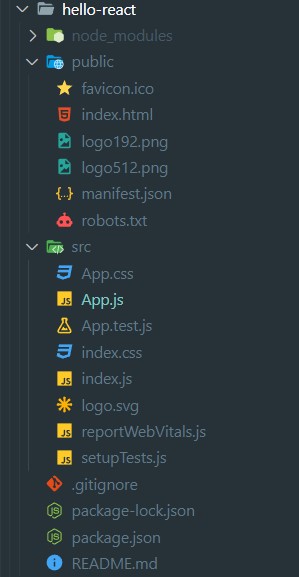 hello-react
node_modules
public
favicon.ico
index.html
logo192.png
logo512.png
manifest.json
robots.txt
src
App.css
App.js
App.test.js
index.css
index.js
logo.svg
reportWebVitals.js
setupTests.js
.gitignore
package-lock.json
package.json
README.md